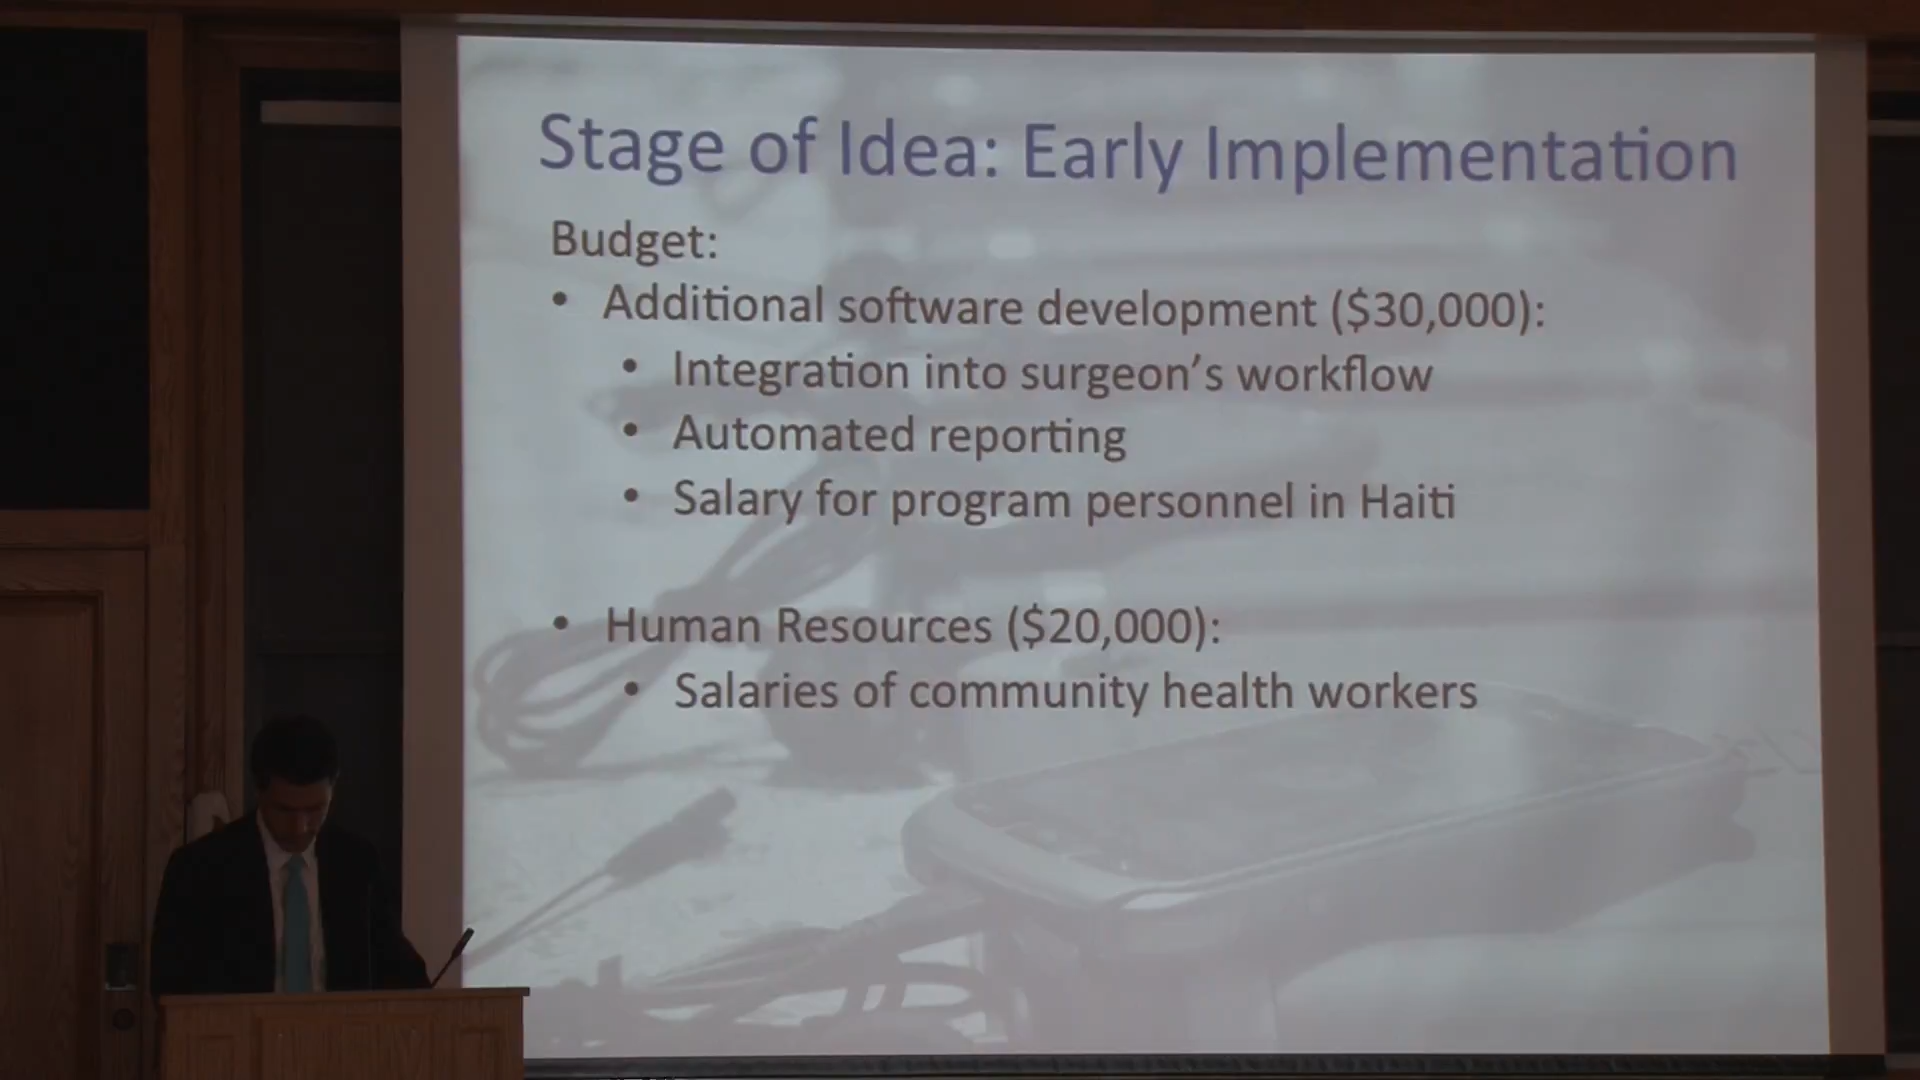 Stage of Idea: Early Implementation
Budget:
• Additional software development ($30,000):
• Integration into surgeon’s workflow
• Automated reporting
• Salary for program personnel in Haiti
• Human Resources ($20,000):
• Salaries of community health workers